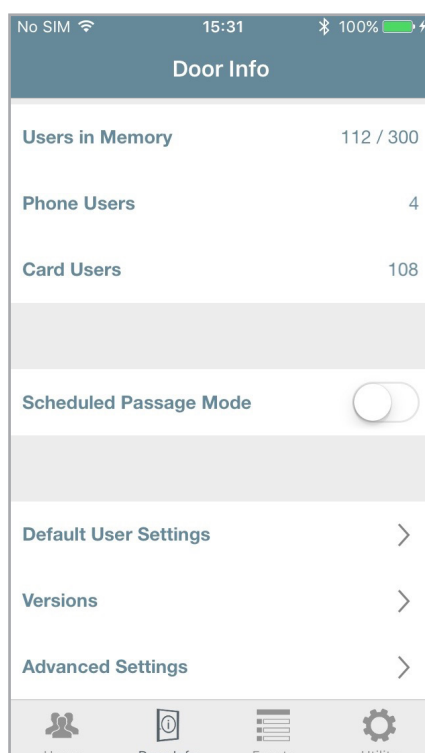 No SIM 15:31 100%
Door Info
Users in Memory 112 / 300
Phone Users 4
Card Users 108
Scheduled Passage Mode
Default User Settings
Versions
Advanced Settings